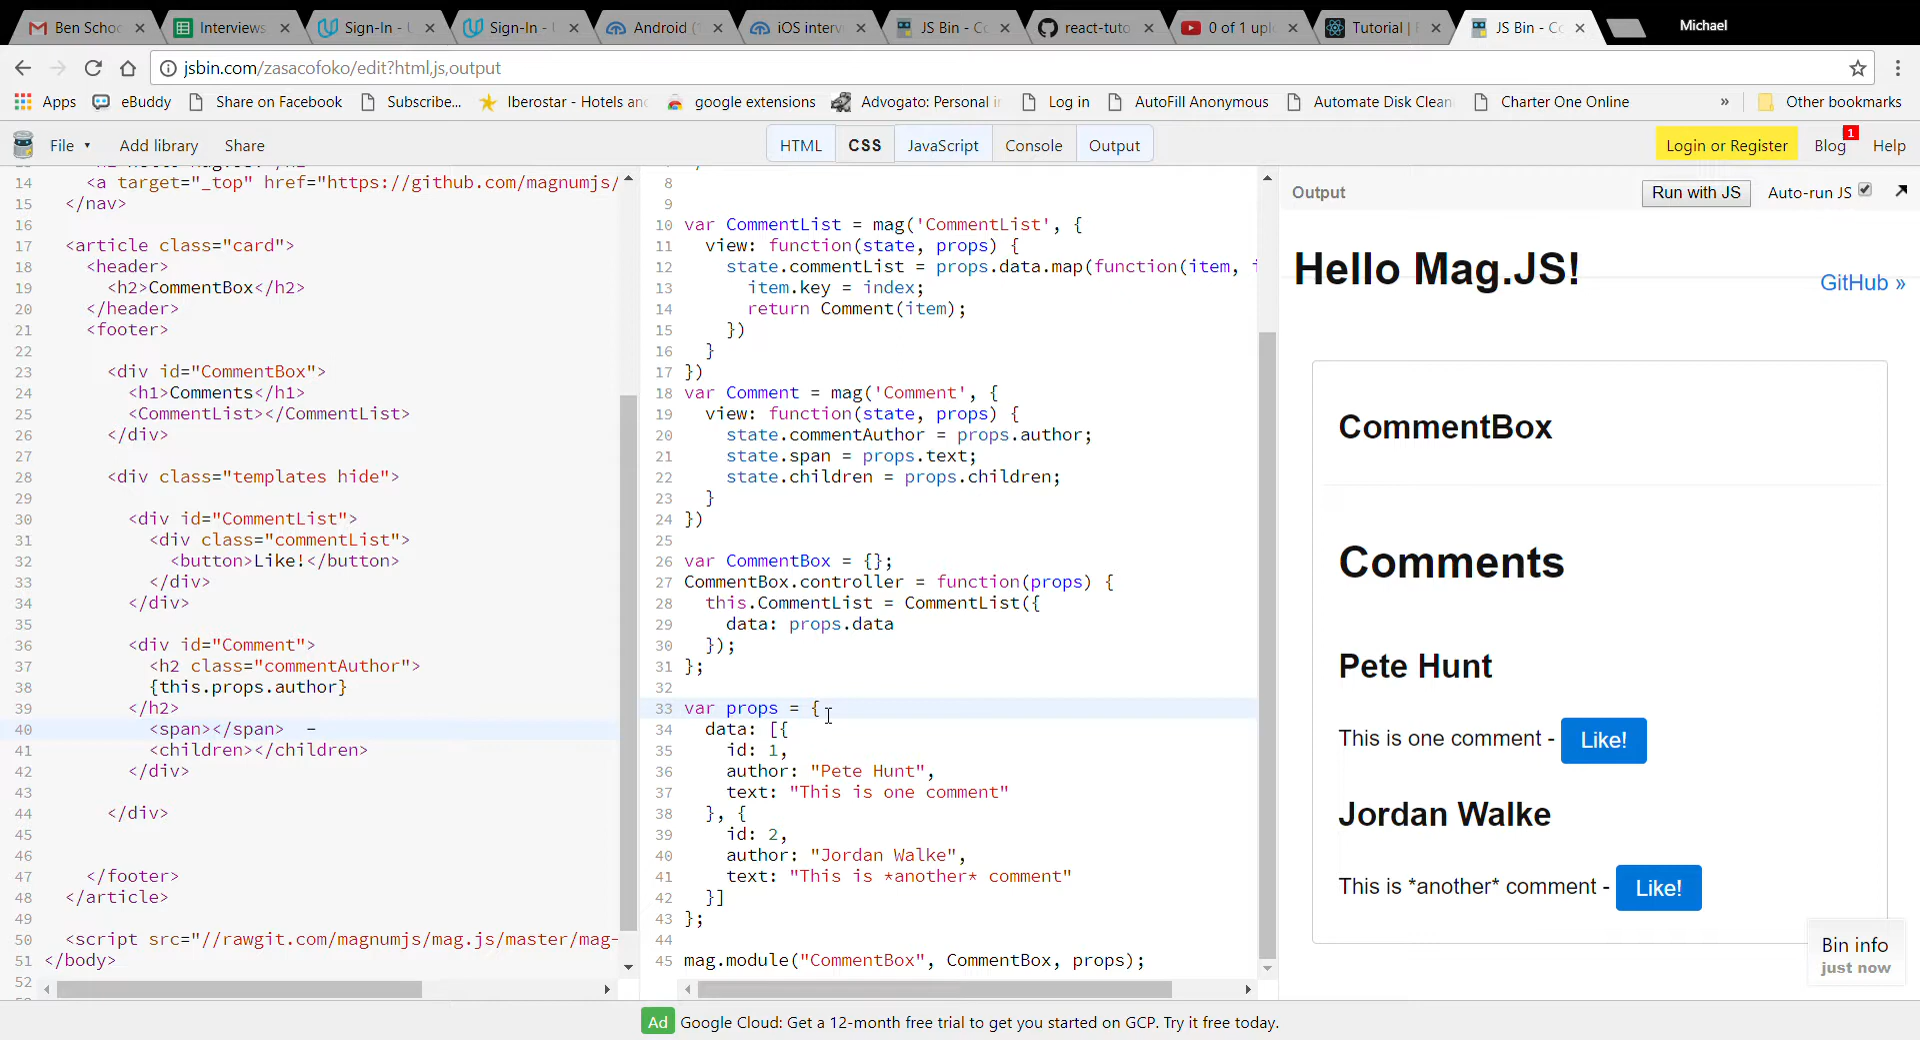 Ben Schoc
Interviews
Sign-In - U
Sign-In - U
Android (
iOS interv
JS Bin - Co
react-tuto
0 of 1 uplo
Tutorial | R
JS Bin - Co
Michael
jsbin.com/zasacofoko/edit?html,js,output
Apps
eBuddy
Share on Facebook
Subscribe...
Iberostar - Hotels and
google extensions
Advogato: Personal in
Log in
AutoFill Anonymous
Automate Disk Clean
Charter One Online
»
Other bookmarks
File
Add library
Share
HTML
CSS
JavaScript
Console
Output
Login or Register
Blog
1
Help
14 <a target="_top" href="https://github.com/magnumjs/
15 </nav>
16
17 <article class="card">
18 <header>
19 <h2>CommentBox</h2>
20 </header>
21 <footer>
22
23 <div id="CommentBox">
24 <h1>Comments</h1>
25 <CommentList></CommentList>
26 </div>
27
28 <div class="templates hide">
29
30 <div id="CommentList">
31 <div class="commentList">
32 <button>Like!</button>
33 </div>
34 </div>
35
36 <div id="Comment">
37 <h2 class="commentAuthor">
38 {this.props.author}
39 </h2>
40 <span></span> -
41 <children></children>
42 </div>
43
44 </div>
45
46
47 </footer>
48 </article>
49
50 <script src="//rawgit.com/magnumjs/mag.js/master/mag-
51 </body>
52
8
9
10 var CommentList = mag('CommentList', {
11 view: function(state, props) {
12 state.commentList = props.data.map(function(item, i
13 item.key = index;
14 return Comment(item);
15 })
16 }
17 })
18 var Comment = mag('Comment', {
19 view: function(state, props) {
20 state.commentAuthor = props.author;
21 state.span = props.text;
22 state.children = props.children;
23 }
24 })
25
26 var CommentBox = {};
27 CommentBox.controller = function(props) {
28 this.CommentList = CommentList({
29 data: props.data
30 });
31 };
32
33 var props = {
34 data: [{
35 id: 1,
36 author: "Pete Hunt",
37 text: "This is one comment"
38 }, {
39 id: 2,
40 author: "Jordan Walke",
41 text: "This is *another* comment"
42 }]
43 };
44
45 mag.module("CommentBox", CommentBox, props);
Output
Run with JS
Auto-run JS
Hello Mag.JS!
GitHub »
CommentBox
Comments
Pete Hunt
This is one comment - Like!
Jordan Walke
This is *another* comment - Like!
Bin info
just now
Ad Google Cloud: Get a 12-month free trial to get you started on GCP. Try it free today.